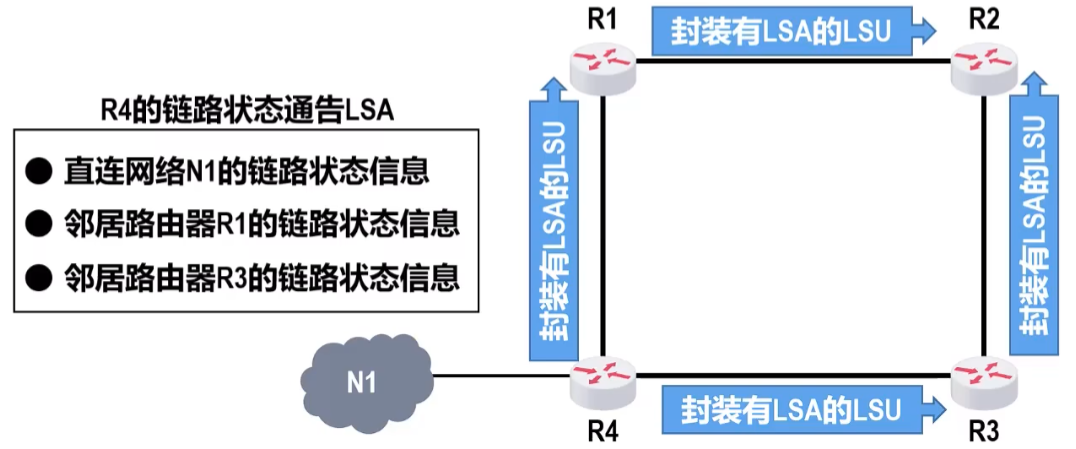 R1
封装有LSA的LSU
R2
R4的链路状态通告LSA
● 直连网络N1的链路状态信息
● 邻居路由器R1的链路状态信息
● 邻居路由器R3的链路状态信息
封装有LSA的LSU
封装有LSA的LSU
N1
封装有LSA的LSU
R4
R3